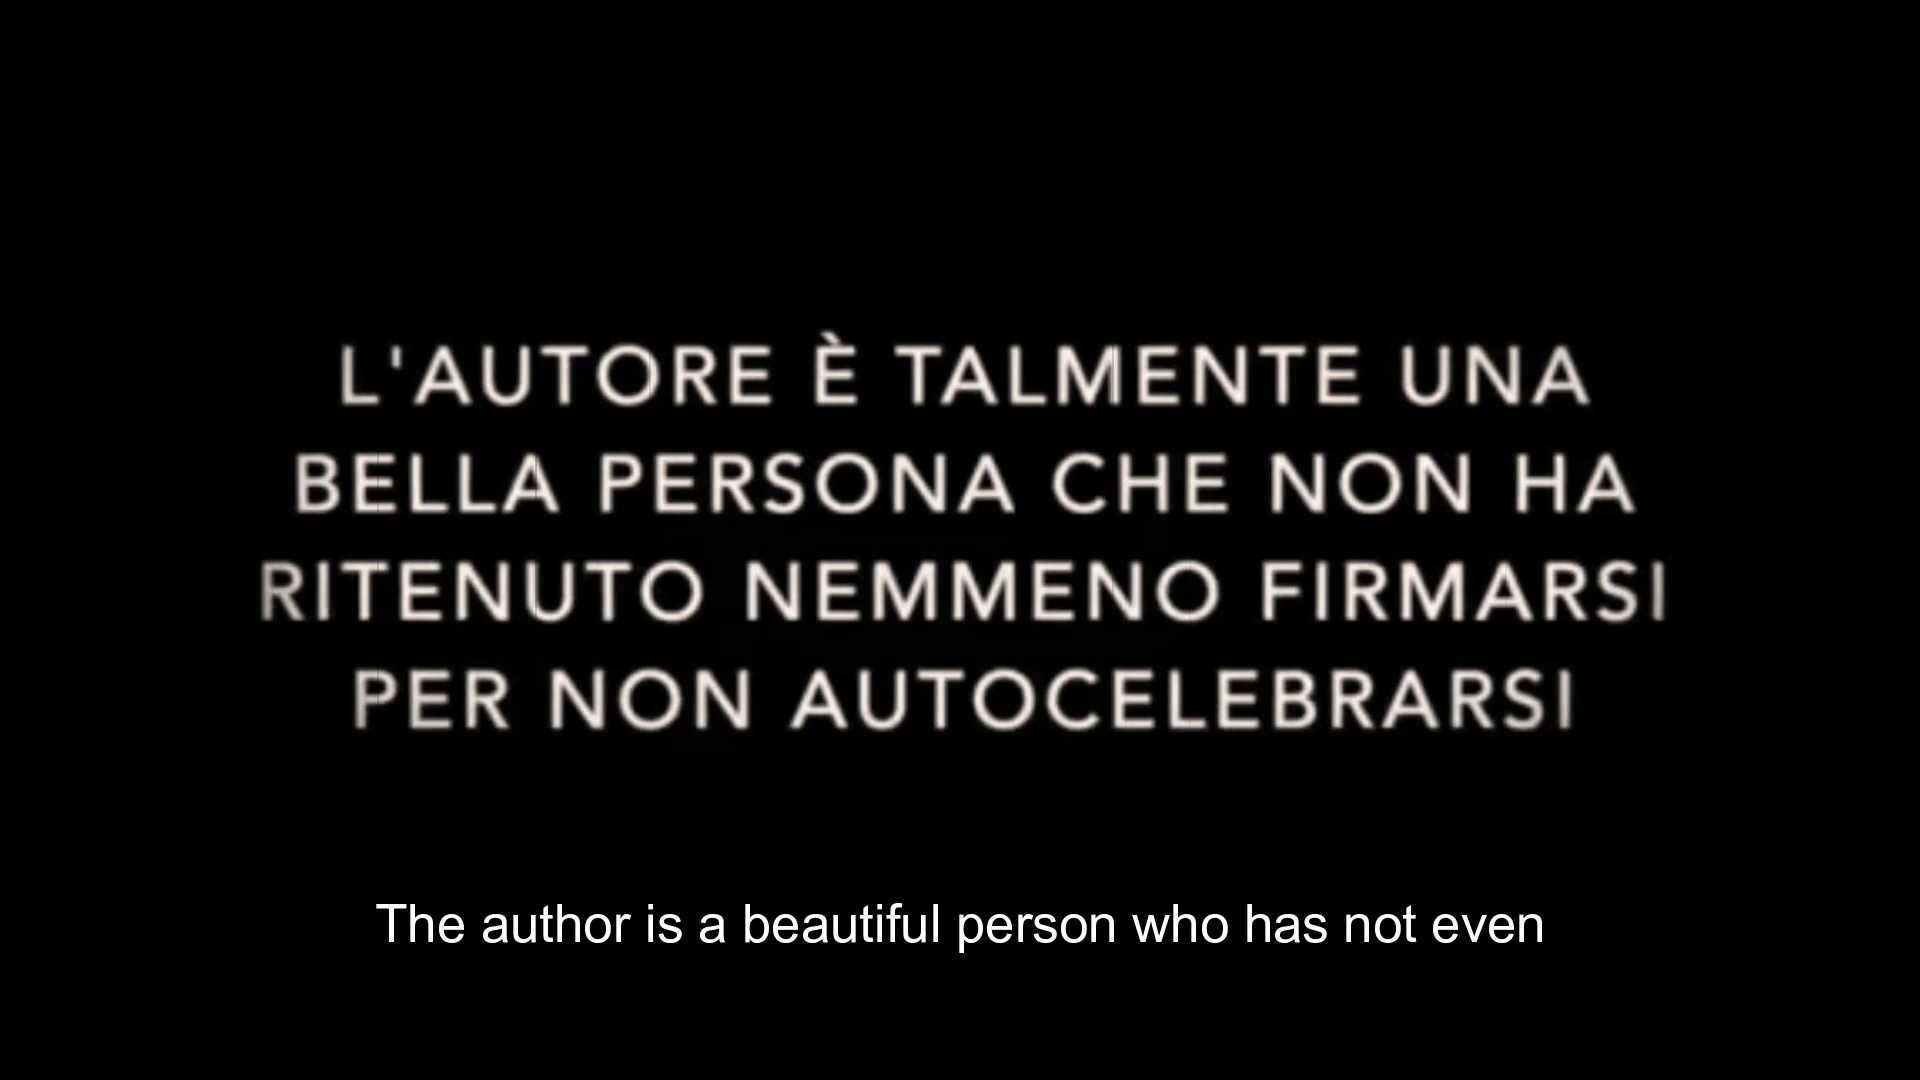 L'AUTORE È TALMENTE UNA
BELLA PERSONA CHE NON HA
RITENUTO NEMMENO FIRMARSI
PER NON AUTOCELEBRARSI
The author is a beautiful person who has not even